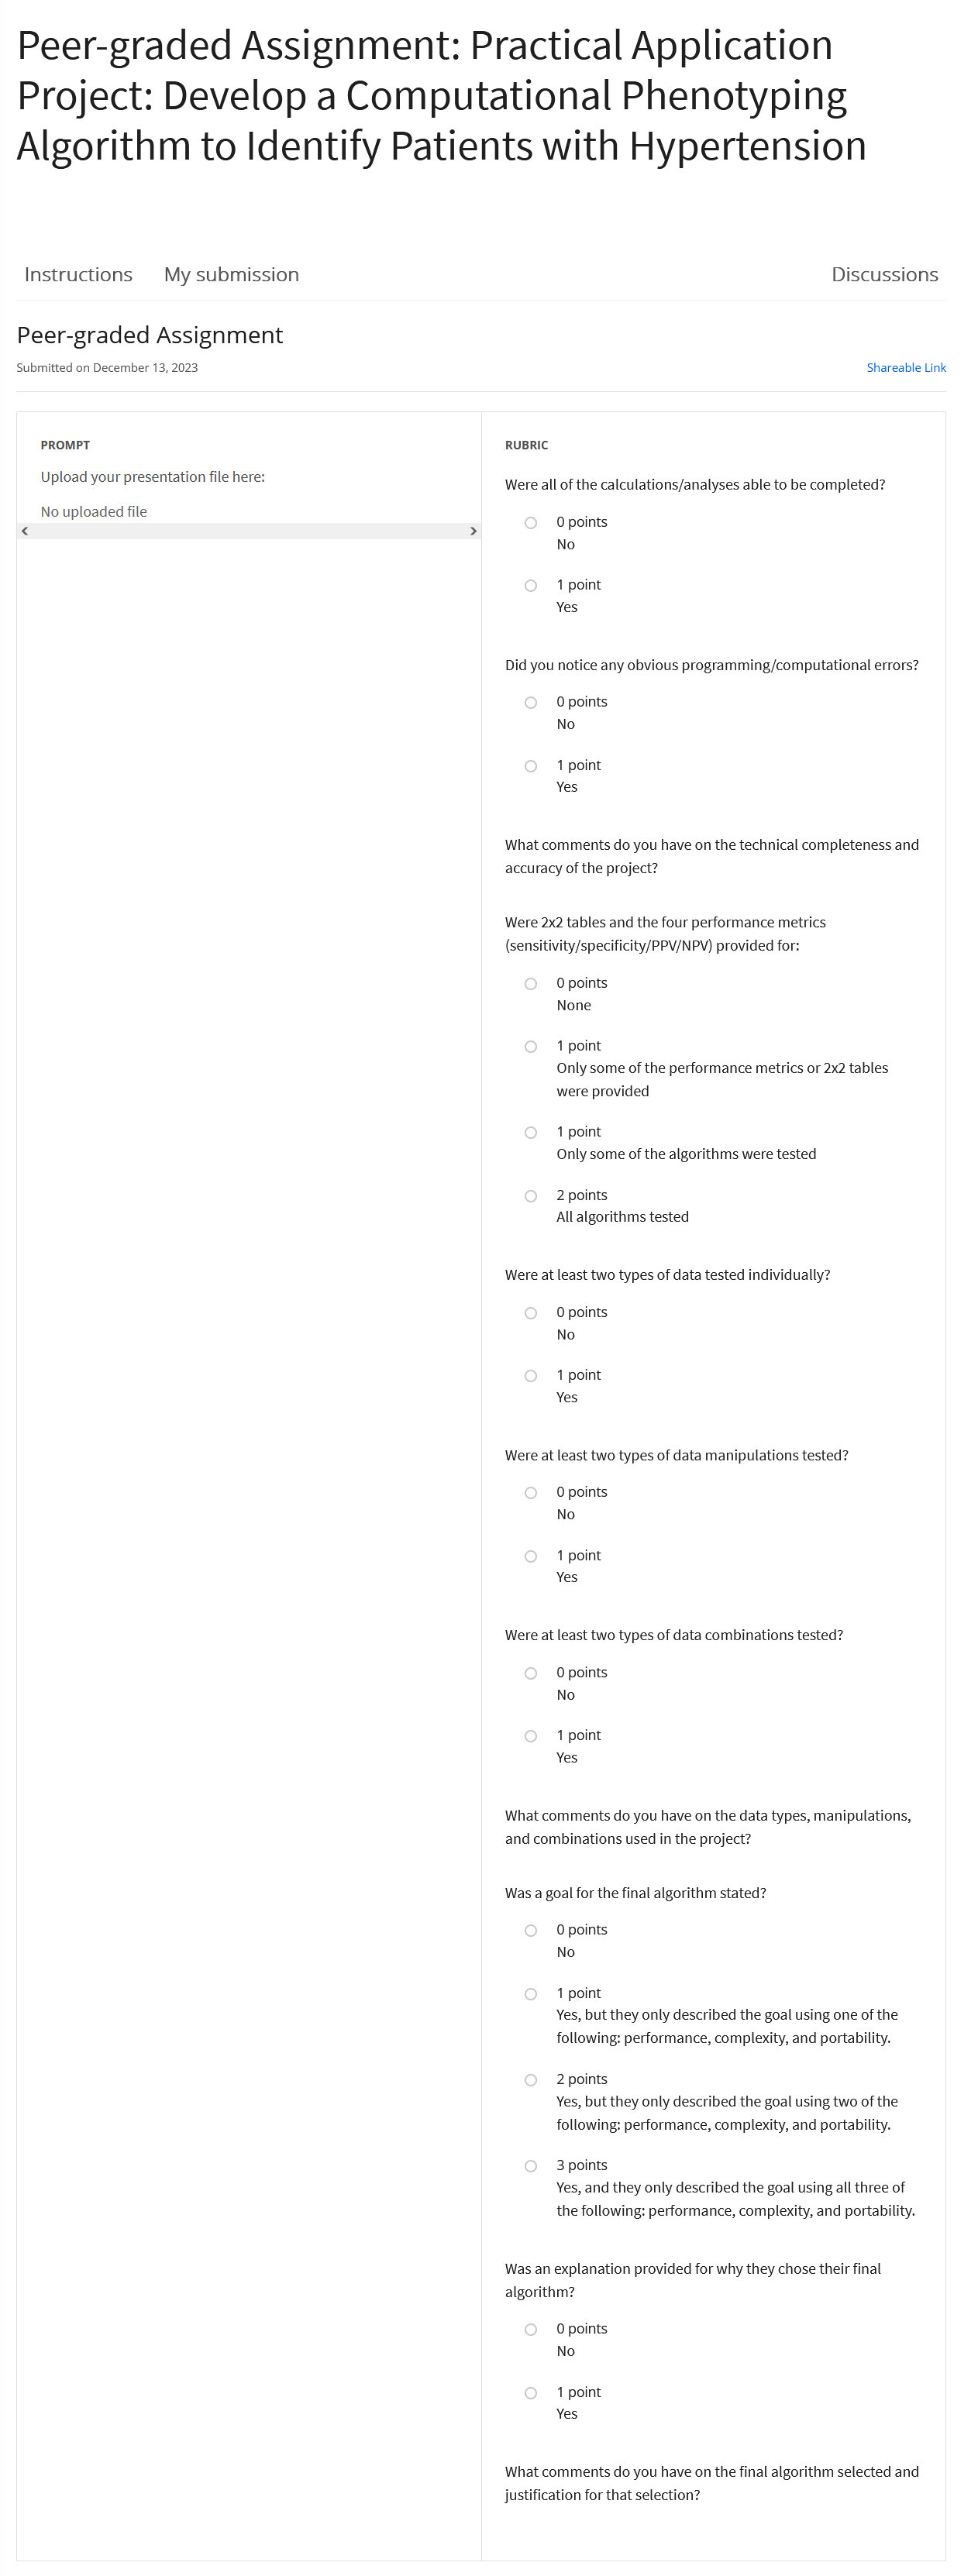 Peer-graded Assignment: Practical Application
Project: Develop a Computational Phenotyping
Algorithm to Identify Patients with Hypertension
Instructions
My submission
Discussions
Peer-graded Assignment
Submitted on December 13, 2023
Shareable Link
PROMPT
Upload your presentation file here:
No uploaded file
RUBRIC
Were all of the calculations/analyses able to be completed?
0 points
No
1 point
Yes
Did you notice any obvious programming/computational errors?
0 points
No
1 point
Yes
What comments do you have on the technical completeness and
accuracy of the project?
Were 2x2 tables and the four performance metrics
(sensitivity/specificity/PPV/NPV) provided for:
0 points
None
1 point
Only some of the performance metrics or 2x2 tables
were provided
1 point
Only some of the algorithms were tested
2 points
All algorithms tested
Were at least two types of data tested individually?
0 points
No
1 point
Yes
Were at least two types of data manipulations tested?
0 points
No
1 point
Yes
Were at least two types of data combinations tested?
0 points
No
1 point
Yes
What comments do you have on the data types, manipulations,
and combinations used in the project?
Was a goal for the final algorithm stated?
0 points
No
1 point
Yes, but they only described the goal using one of the
following: performance, complexity, and portability.
2 points
Yes, but they only described the goal using two of the
following: performance, complexity, and portability.
3 points
Yes, and they only described the goal using all three of
the following: performance, complexity, and portability.
Was an explanation provided for why they chose their final
algorithm?
0 points
No
1 point
Yes
What comments do you have on the final algorithm selected and
justification for that selection?